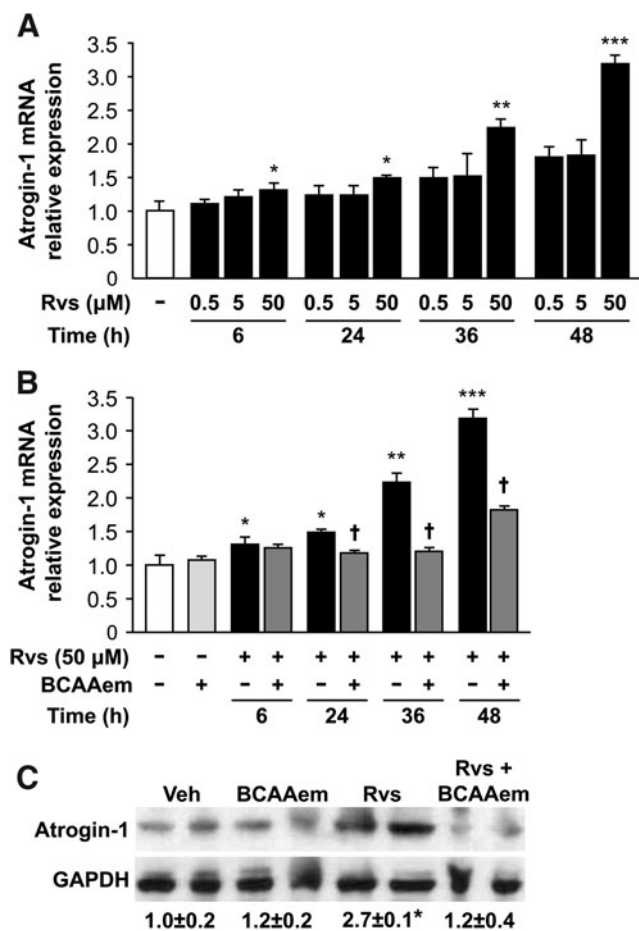 A
Atrogin-1 mRNA
relative expression
3.5
3.0
2.5
2.0
1.5
1.0
0.5
0
* * ** ***
Rvs (µM) - 0.5 5 50 0.5 5 50 0.5 5 50 0.5 5 50
Time (h) 6 24 36 48
B
Atrogin-1 mRNA
relative expression
3.5
3.0
2.5
2.0
1.5
1.0
0.5
0.0
* * † ** † *** †
Rvs (50 µM) - - + + + + + + + +
BCAAem - + - + - + - + - +
Time (h) 6 24 36 48
C
Veh BCAAem Rvs Rvs +
BCAAem
Atrogin-1
GAPDH
1.0±0.2 1.2±0.2 2.7±0.1* 1.2±0.4